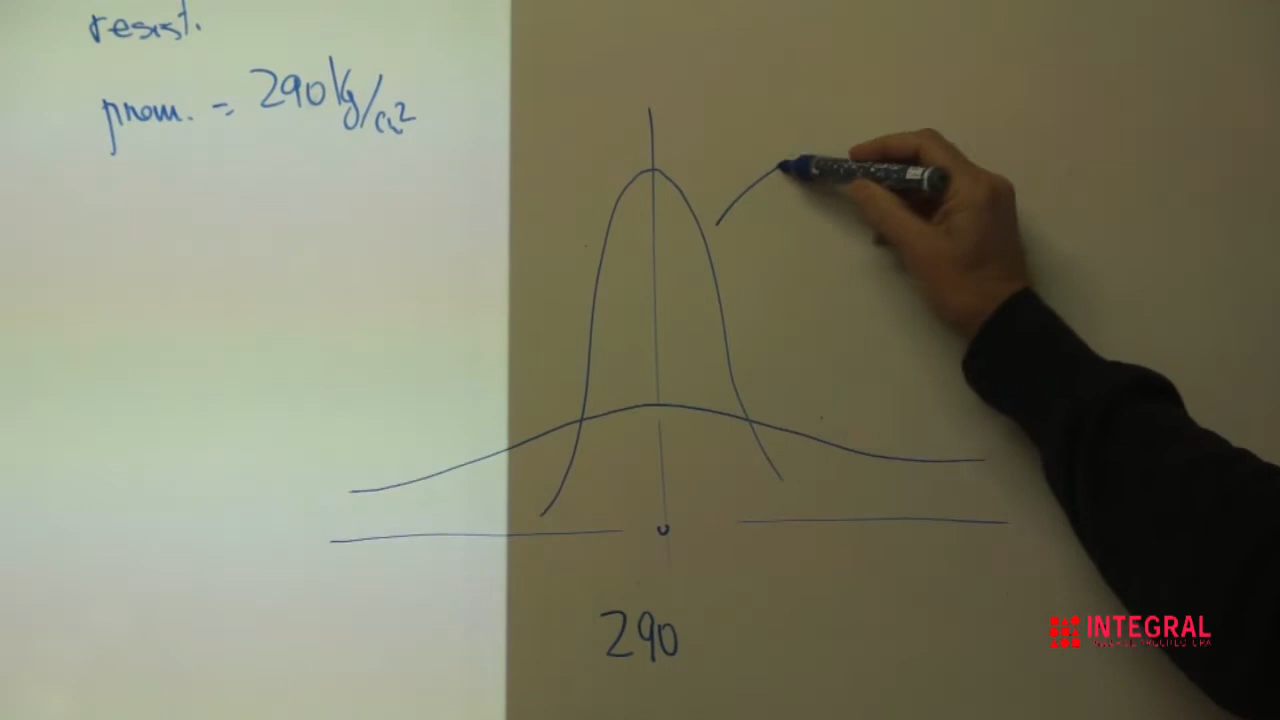 resist.
prom. = 290 Kg/cm²
290
INTEGRAL